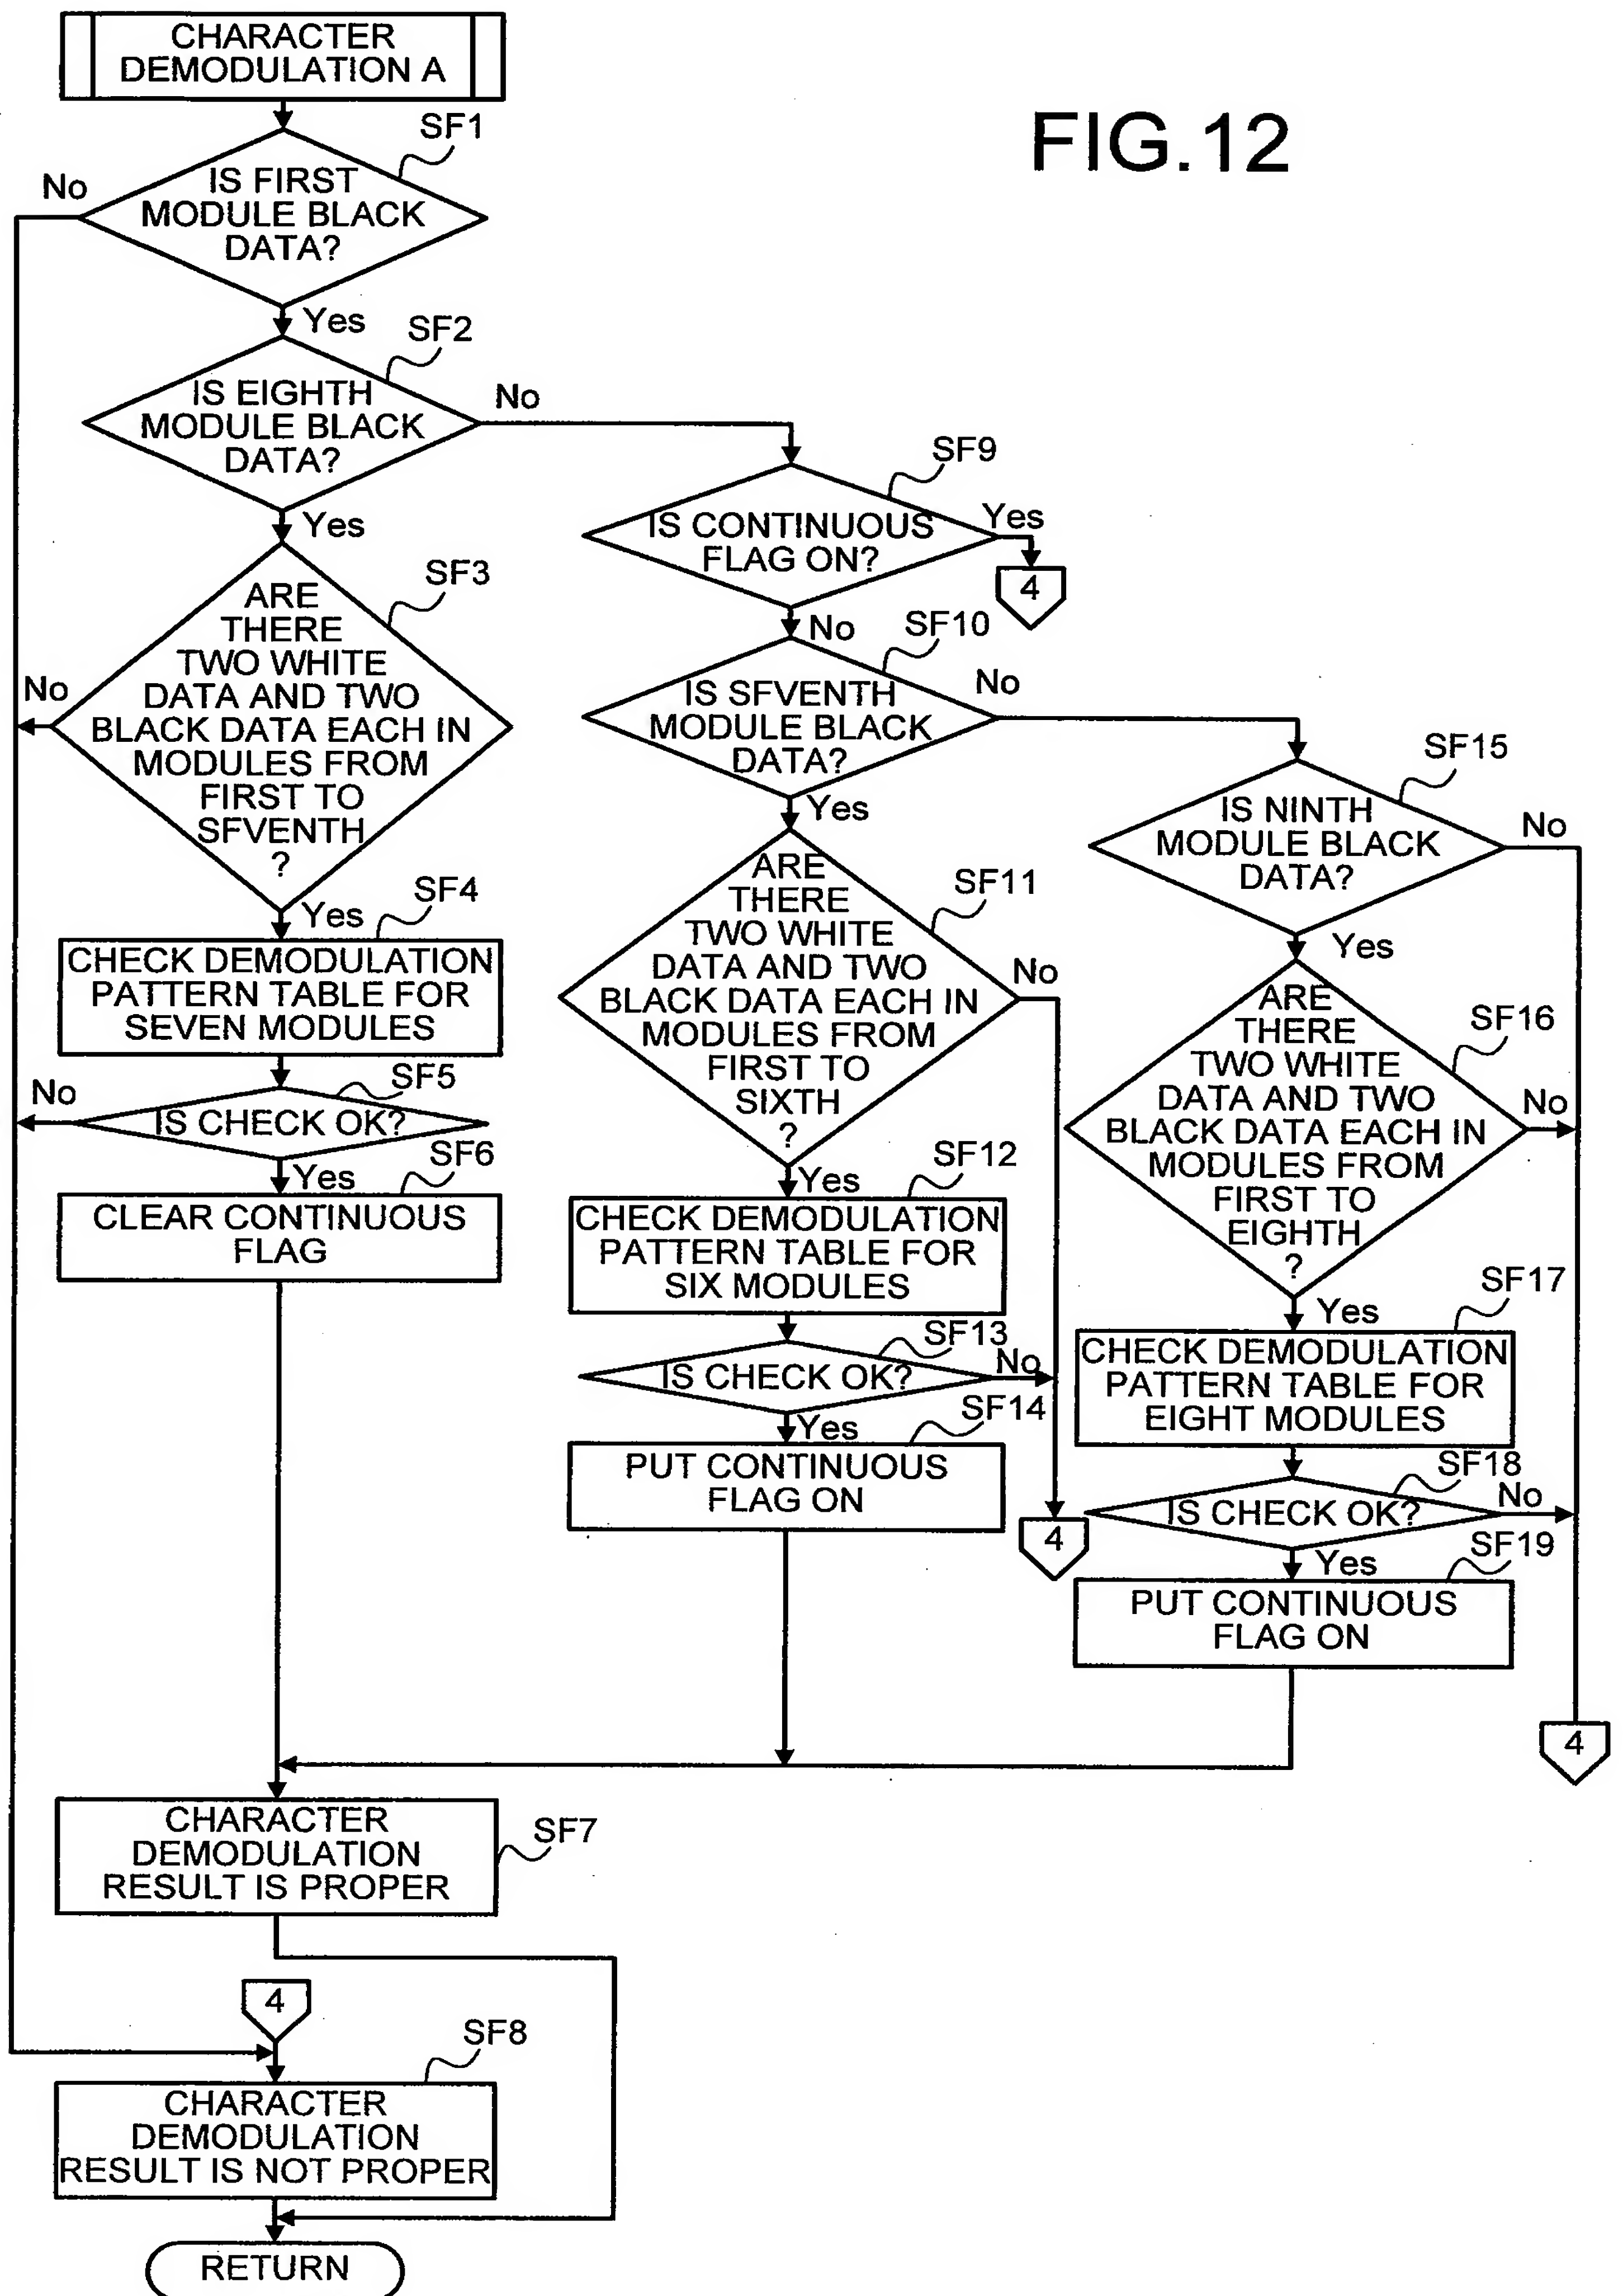 CHARACTER
DEMODULATION A
FIG.12
SF1
No
IS FIRST
MODULE BLACK
DATA?
Yes
SF2
IS EIGHTH
MODULE BLACK
DATA?
No
Yes
SF3
ARE
THERE
TWO WHITE
DATA AND TWO
BLACK DATA EACH IN
MODULES FROM
FIRST TO
SFVENTH
?
No
Yes
SF4
CHECK DEMODULATION
PATTERN TABLE FOR
SEVEN MODULES
SF5
No
IS CHECK OK?
Yes
SF6
CLEAR CONTINUOUS
FLAG
SF9
IS CONTINUOUS
FLAG ON?
Yes
4
No
SF10
IS SFVENTH
MODULE BLACK
DATA?
No
Yes
SF11
ARE
THERE
TWO WHITE
DATA AND TWO
BLACK DATA EACH IN
MODULES FROM
FIRST TO
SIXTH
?
No
Yes
SF12
CHECK DEMODULATION
PATTERN TABLE FOR
SIX MODULES
SF13
IS CHECK OK?
No
Yes
SF14
PUT CONTINUOUS
FLAG ON
4
SF15
IS NINTH
MODULE BLACK
DATA?
No
Yes
SF16
ARE
THERE
TWO WHITE
DATA AND TWO
BLACK DATA EACH IN
MODULES FROM
FIRST TO
EIGHTH
?
No
Yes
SF17
CHECK DEMODULATION
PATTERN TABLE FOR
EIGHT MODULES
SF18
IS CHECK OK?
No
Yes
SF19
PUT CONTINUOUS
FLAG ON
4
CHARACTER
DEMODULATION
RESULT IS PROPER
SF7
4
SF8
CHARACTER
DEMODULATION
RESULT IS NOT PROPER
RETURN